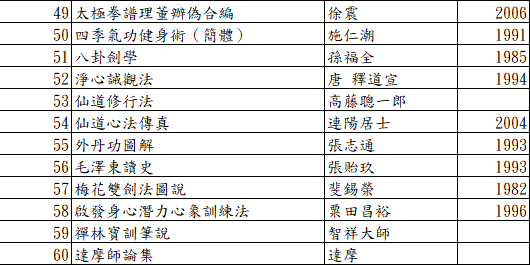 49 太極拳譜理董辦偽合編 徐震 2006
50 四季氣功健身術（簡體） 施仁潮 1991
51 八卦劍學 孫福全 1985
52 淨心誡觀法 唐 釋道宣 1994
53 仙道修行法 高藤聰一郎
54 仙道心法傳真 連陽居士 2004
55 外丹功圖解 張志通 1993
56 毛澤東讀史 張貽玖 1993
57 梅花雙劍法圖說 斐錫榮 1982
58 啟發身心潛力心象訓練法 粟田昌裕 1996
59 禪林寶訓筆說 智祥大師
60 達摩師論集 達摩